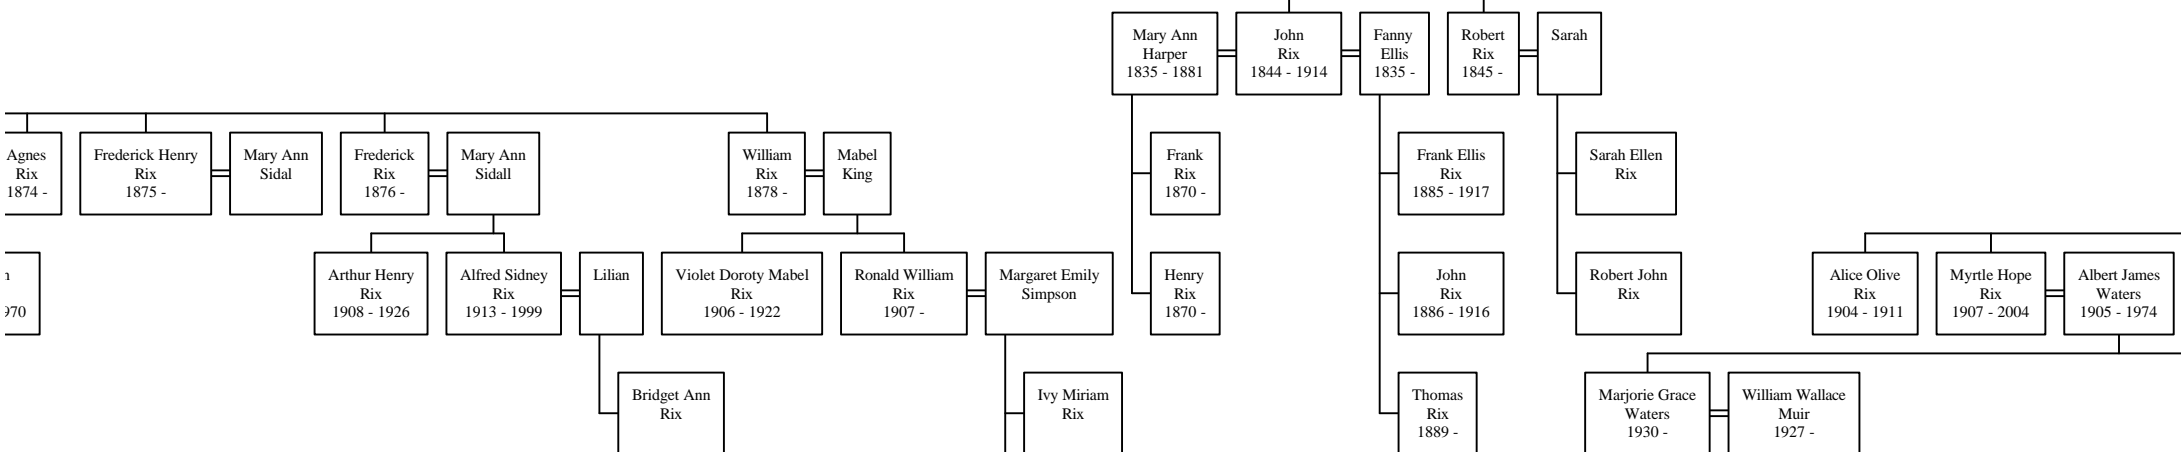 Mary Ann
Harper
1835 - 1881
John
Rix
1844 - 1914
Fanny
Ellis
1835 -
Robert
Rix
1845 -
Sarah
Agnes
Rix
1874 -
Frederick Henry
Rix
1875 -
Mary Ann
Sidal
Frederick
Rix
1876 -
Mary Ann
Sidall
William
Rix
1878 -
Mabel
King
Frank
Rix
1870 -
Frank Ellis
Rix
1885 - 1917
Sarah Ellen
Rix
970
Arthur Henry
Rix
1908 - 1926
Alfred Sidney
Rix
1913 - 1999
Lilian
Violet Doroty Mabel
Rix
1906 - 1922
Ronald William
Rix
1907 -
Margaret Emily
Simpson
Henry
Rix
1870 -
John
Rix
1886 - 1916
Robert John
Rix
Alice Olive
Rix
1904 - 1911
Myrtle Hope
Rix
1907 - 2004
Albert James
Waters
1905 - 1974
Bridget Ann
Rix
Ivy Miriam
Rix
Thomas
Rix
1889 -
Marjorie Grace
Waters
1930 -
William Wallace
Muir
1927 -